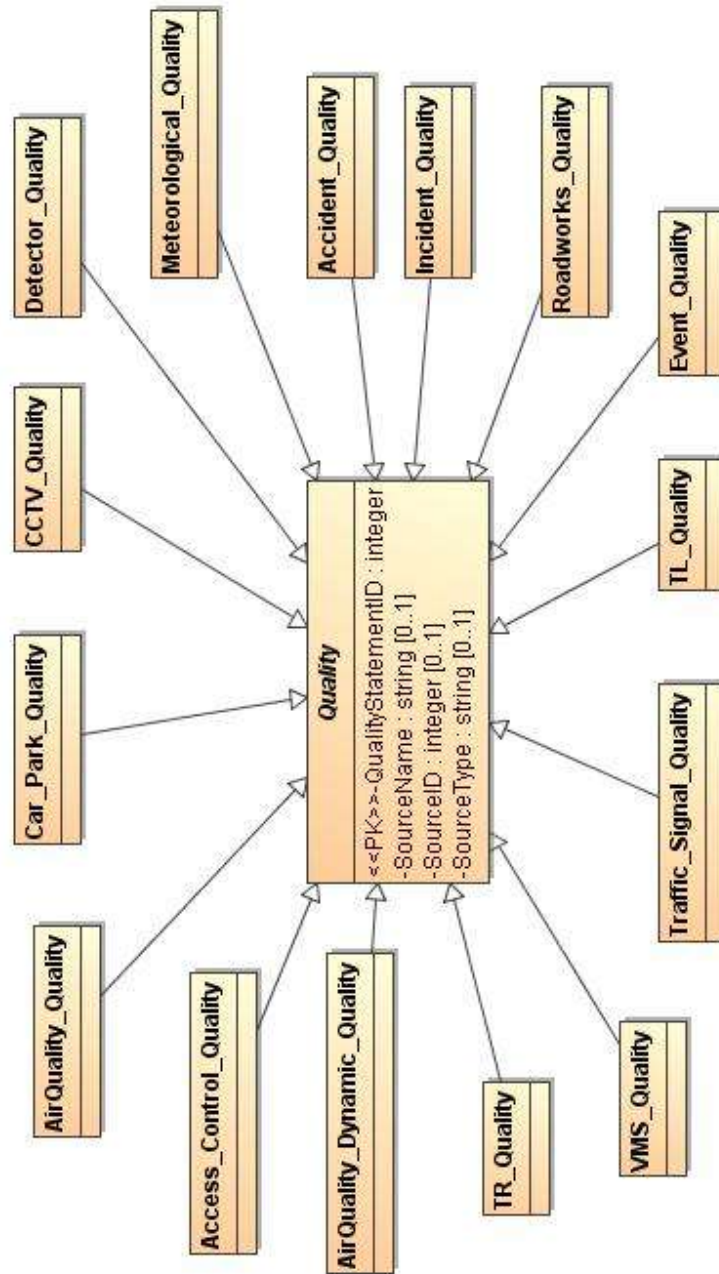 AirQuality_Quality
Car_Park_Quality
CCTV_Quality
Detector_Quality
Access_Control_Quality
Meteorological_Quality
AirQuality_Dynamic_Quality
Quality
<<PK>>-QualityStatementID : integer
-SourceName : string [0..1]
-SourceID : integer [0..1]
-SourceType : string [0..1]
Accident_Quality
Incident_Quality
TR_Quality
Roadworks_Quality
VMS_Quality
Traffic_Signal_Quality
TL_Quality
Event_Quality